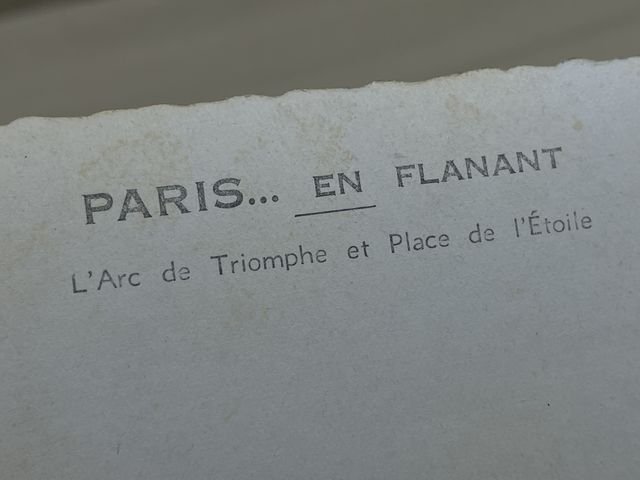 PARIS... EN FLANANT
L'Arc de Triomphe et Place de l'Étoile